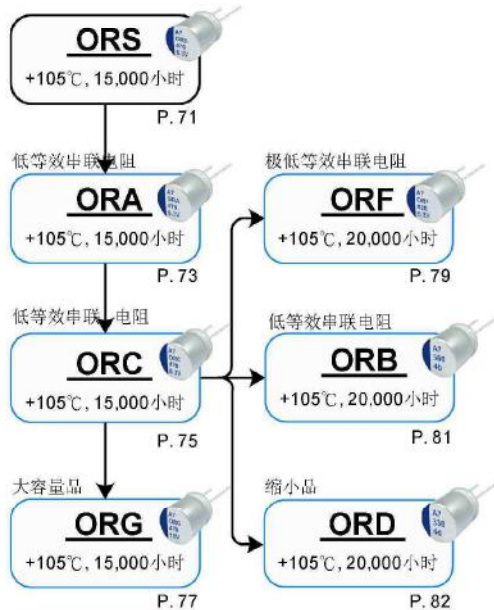 ORS
+105℃, 15,000小时
P.71
低等效串联电阻
ORA
+105℃, 15,000小时
P.73
低等效串联 电阻
ORC
+105℃, 15,000小时
P.75
大容量品
ORG
+105℃, 15,000小时
P.77
极低等效串联电阻
ORF
+105℃, 20,000小时
P.79
低等效串联电阻
ORB
+105℃, 20,000小时
P.81
缩小品
ORD
+105℃, 20,000小时
P.82